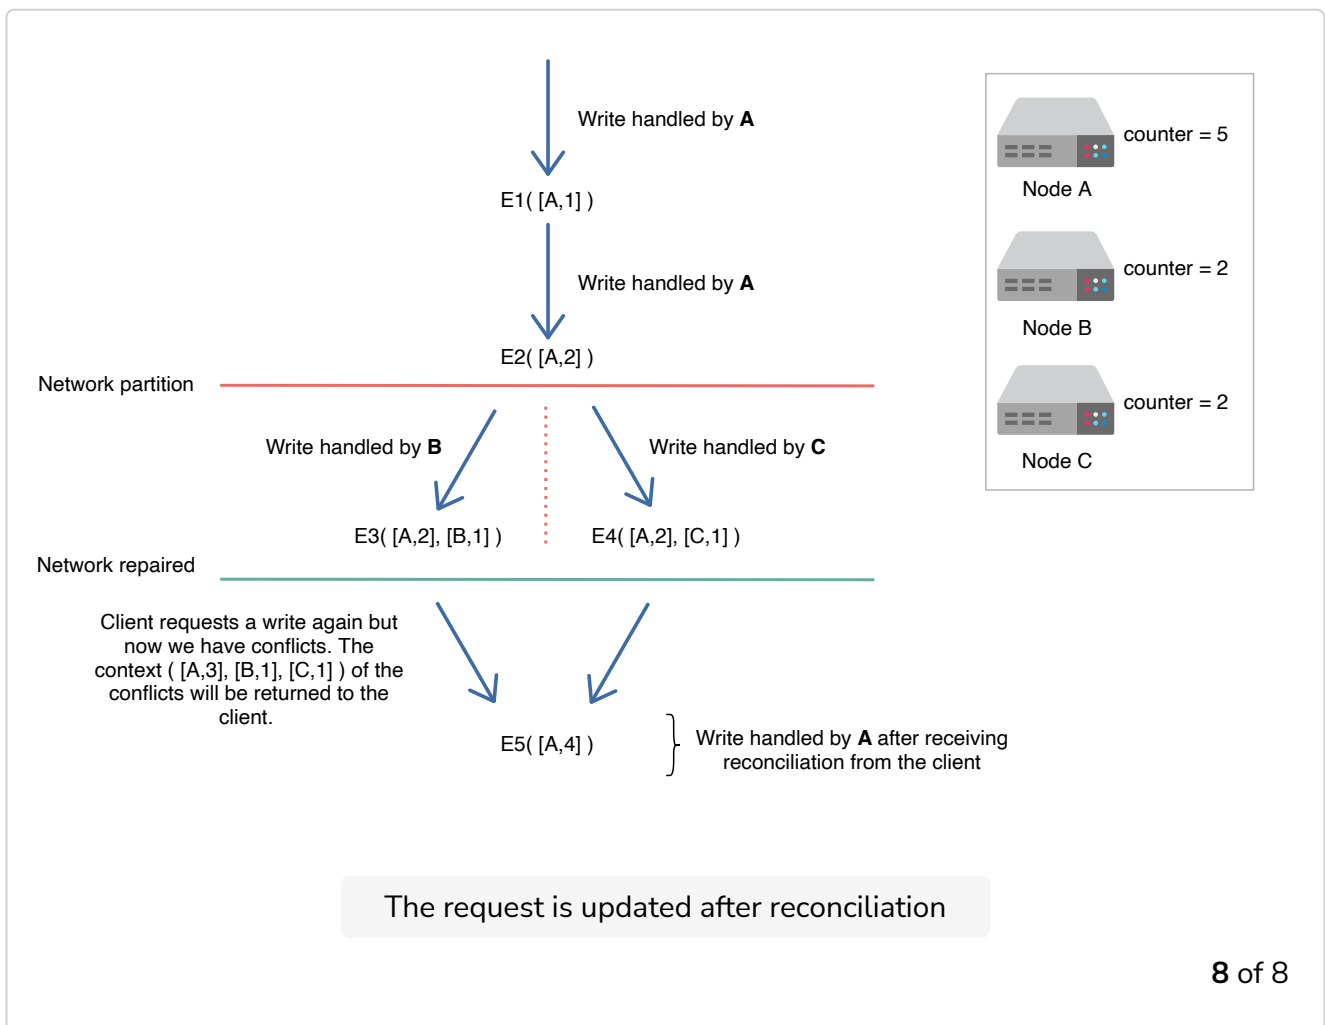 Write handled by A
E1( [A,1] )
Write handled by A
E2( [A,2] )
Network partition
Write handled by B
Write handled by C
E3( [A,2], [B,1] )
E4( [A,2], [C,1] )
Network repaired
Client requests a write again but
now we have conflicts. The
context ( [A,3], [B,1], [C,1] ) of the
conflicts will be returned to the
client.
E5( [A,4] )
Write handled by A after receiving
reconciliation from the client
counter = 5
Node A
counter = 2
Node B
counter = 2
Node C
The request is updated after reconciliation
8 of 8